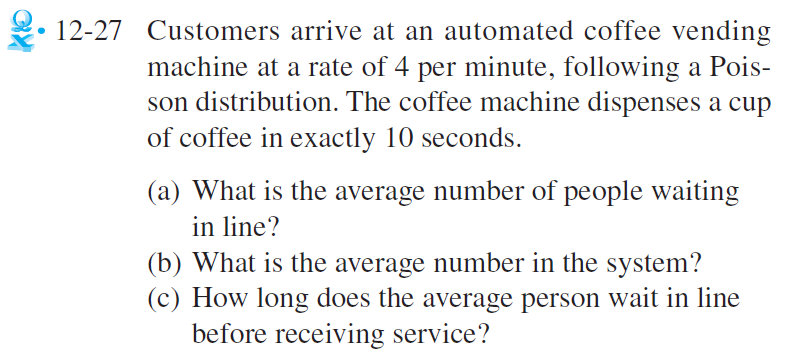 12-27 Customers arrive at an automated coffee vending
machine at a rate of 4 per minute, following a Pois-
son distribution. The coffee machine dispenses a cup
of coffee in exactly 10 seconds.
(a) What is the average number of people waiting
in line?
(b) What is the average number in the system?
(c) How long does the average person wait in line
before receiving service?